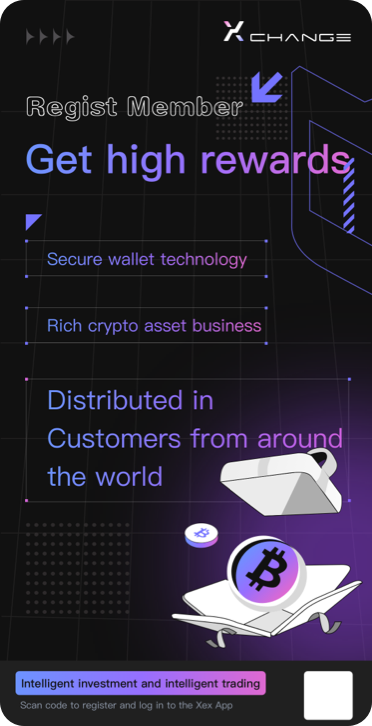 X CHANGE
Regist Member
Get high rewards
Secure wallet technology
Rich crypto asset business
Distributed in
Customers from around
the world
Intelligent investment and intelligent trading
Scan code to register and log in to the Xex App